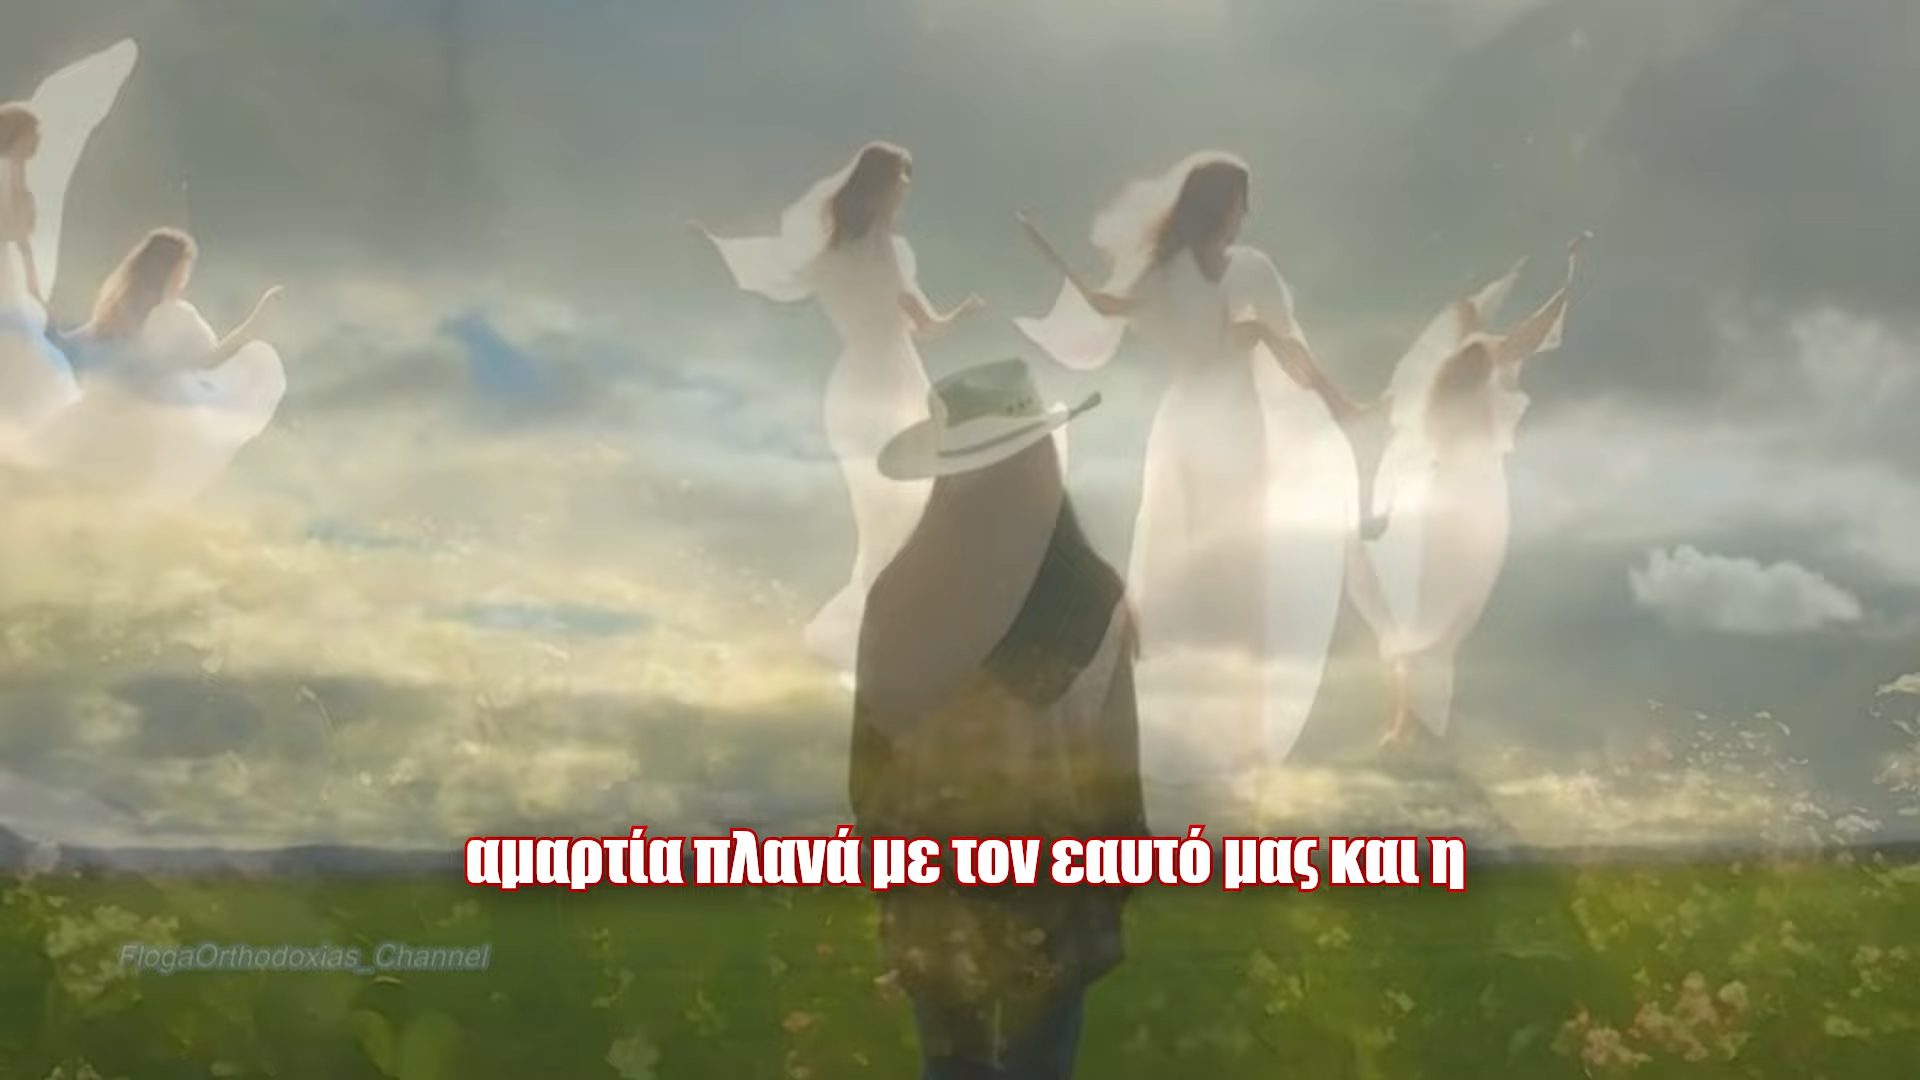 αμαρτία πλανά με τον εαυτό μας και η
FlogaOrthodoxias_Channel